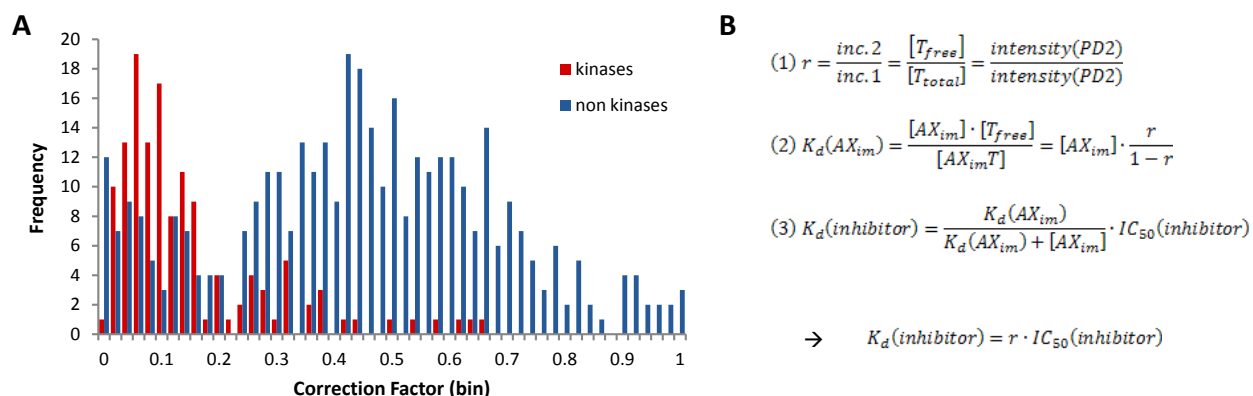 A
B
20
18
16
14
12
10
8
6
4
2
0
Frequency
kinases
non kinases
0 0.1 0.2 0.3 0.4 0.5 0.6 0.7 0.8 0.9 1
Correction Factor (bin)
(1) r = inc.2 / inc.1 = [T_free] / [T_total] = intensity(PD2) / intensity(PD2)
(2) K_d(AX_im) = [AX_im] · [T_free] / [AX_imT] = [AX_im] · r / 1 − r
(3) K_d(inhibitor) = K_d(AX_im) / K_d(AX_im) + [AX_im] · IC_50(inhibitor)
→ K_d(inhibitor) = r · IC_50(inhibitor)